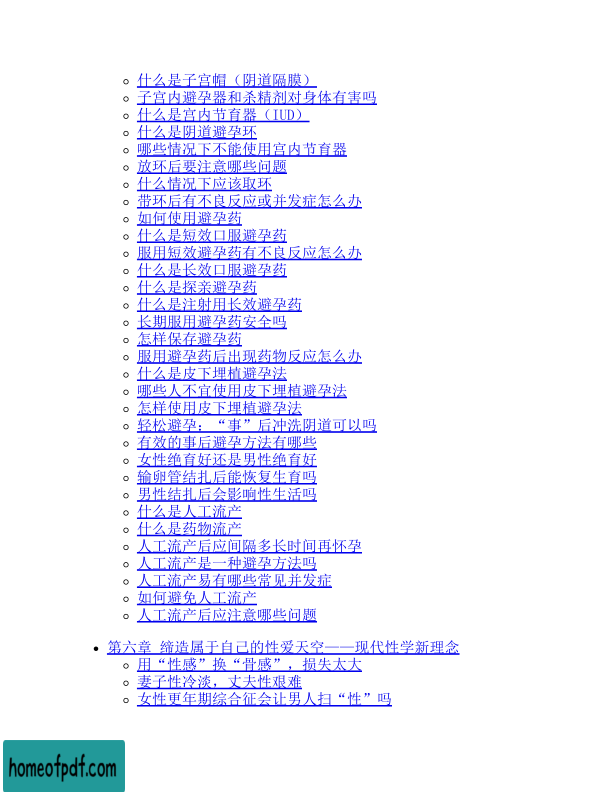 什么是子宫帽（阴道隔膜）
子宫内避孕器和杀精剂对身体有害吗
什么是宫内节育器（IUD）
什么是阴道避孕环
哪些情况下不能使用宫内节育器
放环后要注意哪些问题
什么情况下应该取环
带环后有不良反应或并发症怎么办
如何使用避孕药
什么是短效口服避孕药
服用短效避孕药有不良反应怎么办
什么是长效口服避孕药
什么是探亲避孕药
什么是注射用长效避孕药
长期服用避孕药安全吗
怎样保存避孕药
服用避孕药后出现药物反应怎么办
什么是皮下埋植避孕法
哪些人不宜使用皮下埋植避孕法
怎样使用皮下埋植避孕法
轻松避孕：“事”后冲洗阴道可以吗
有效的事后避孕方法有哪些
女性绝育好还是男性绝育好
输卵管结扎后能恢复生育吗
男性结扎后会影响性生活吗
什么是人工流产
什么是药物流产
人工流产后应间隔多长时间再怀孕
人工流产是一种避孕方法吗
人工流产易有哪些常见并发症
如何避免人工流产
人工流产后应注意哪些问题
第六章 缔造属于自己的性爱天空——现代性学新理念
用“性感”换“骨感”，损失太大
妻子性冷淡，丈夫性艰难
女性更年期综合征会让男人扫“性”吗
homeofpdf.com